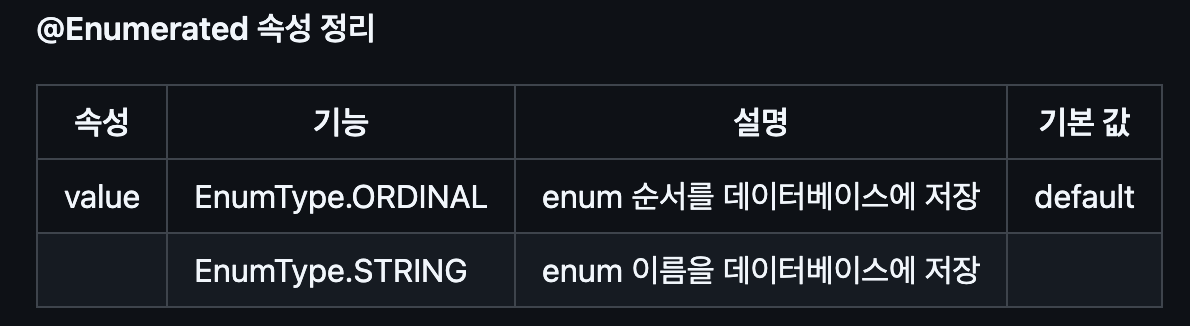 @Enumerated 속성 정리
속성 기능 설명 기본 값
value EnumType.ORDINAL enum 순서를 데이터베이스에 저장 default
EnumType.STRING enum 이름을 데이터베이스에 저장